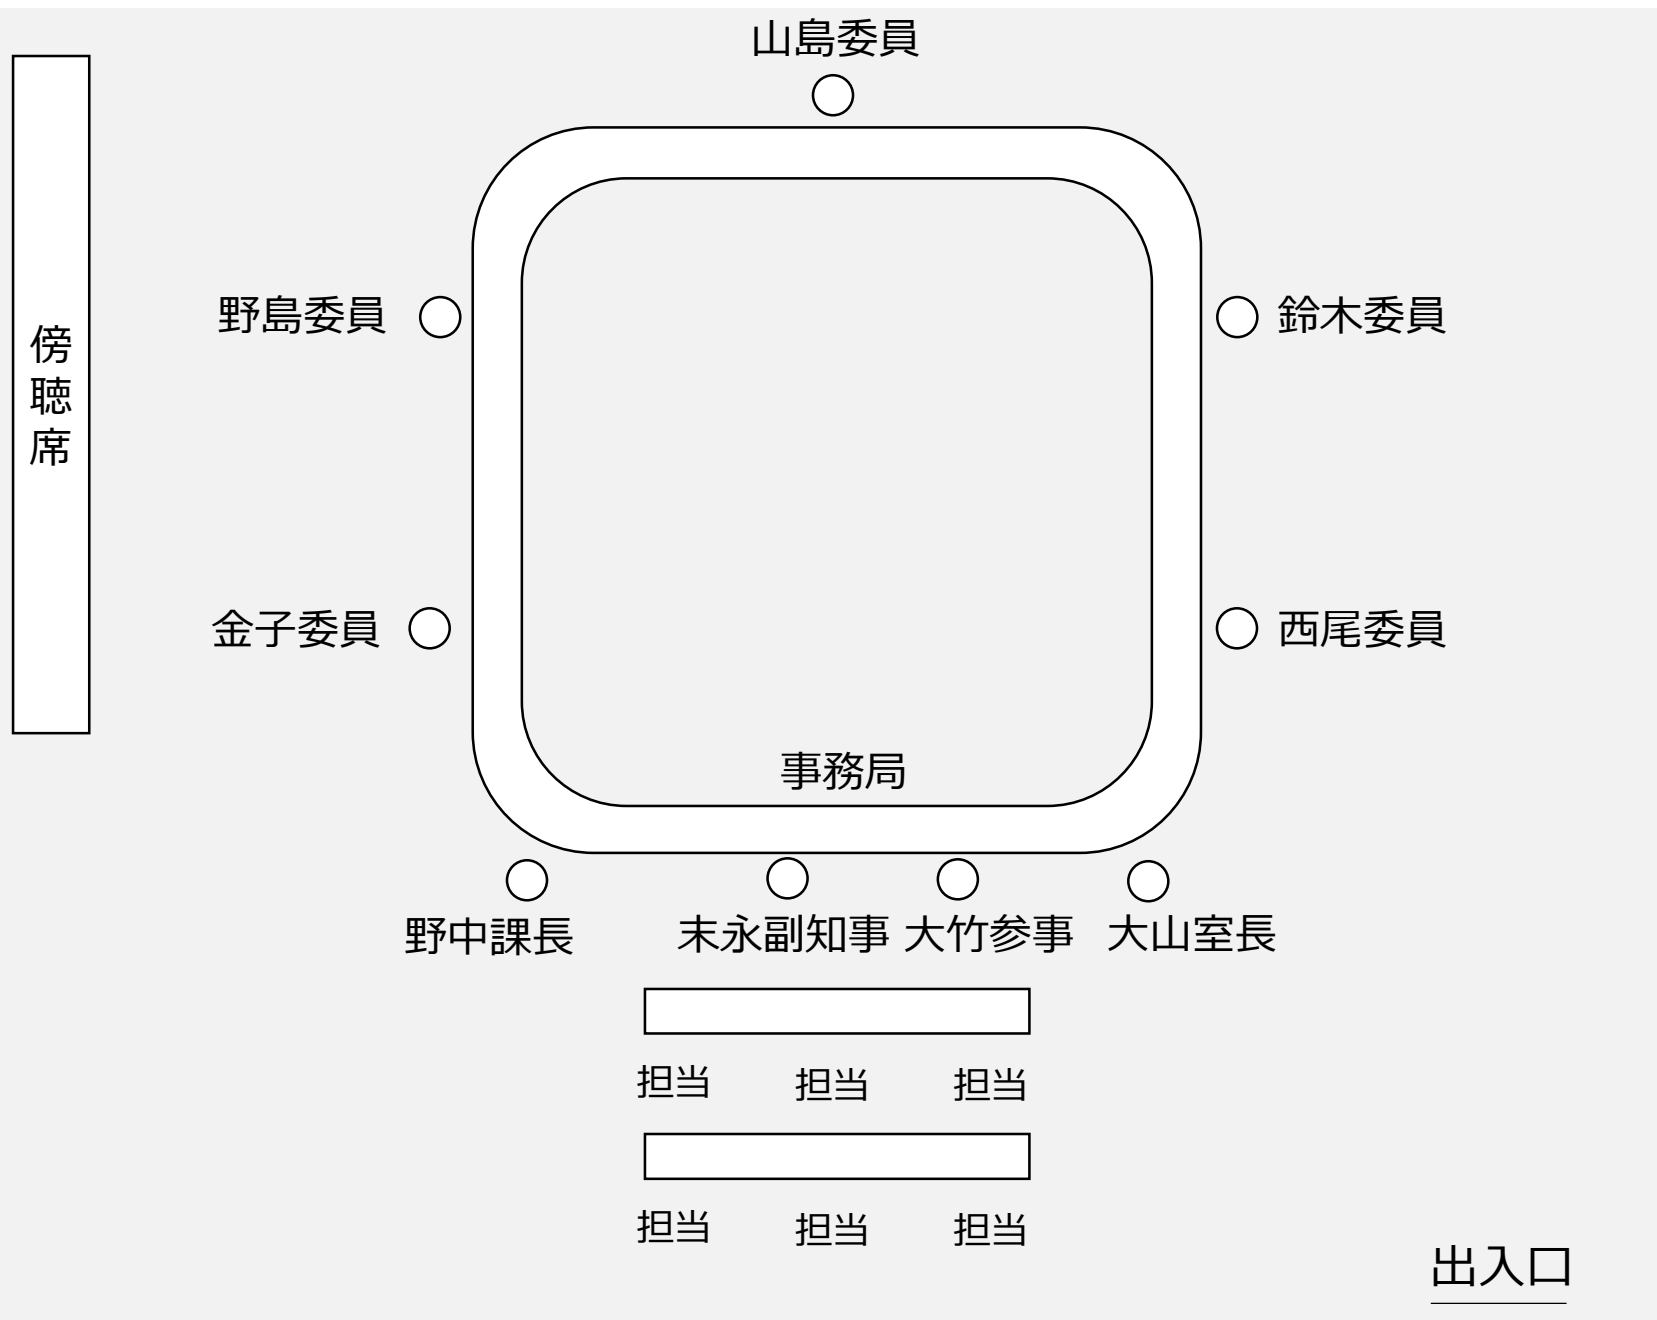 山島委員
傍聴席
野島委員
鈴木委員
金子委員
西尾委員
事務局
野中課長
末永副知事
大竹参事
大山室長
担当
担当
担当
担当
担当
担当
出入口